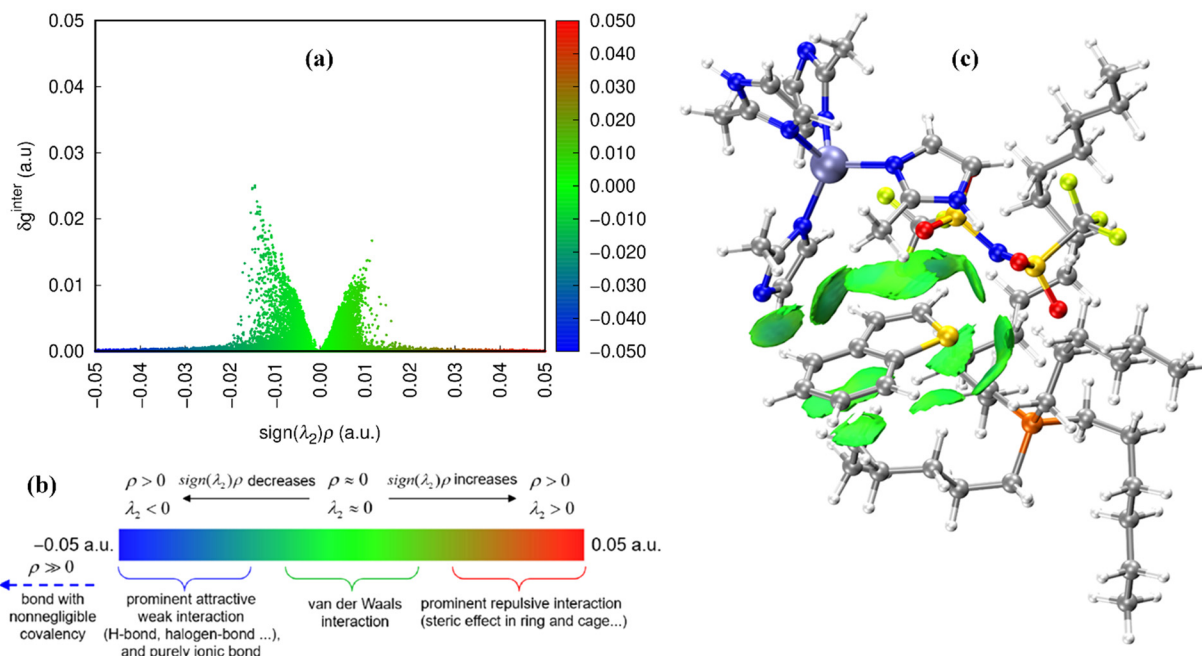 (a)
0.05
0.04
0.03
0.02
0.01
0.00
δg^inter (a.u)
−0.05
−0.04
−0.03
−0.02
−0.01
0.00
0.01
0.02
0.03
0.04
0.05
sign(λ₂)ρ (a.u.)
0.050
0.040
0.030
0.020
0.010
0.000
−0.010
−0.020
−0.030
−0.040
−0.050
(c)
(b)
ρ > 0 sign(λ₂)ρ decreases ρ ≈ 0 sign(λ₂)ρ increases ρ > 0
λ₂ < 0 λ₂ ≈ 0 λ₂ > 0
−0.05 a.u. 0.05 a.u.
ρ ≫ 0
bond with
nonnegligible
covalency
prominent attractive
weak interaction
(H-bond, halogen-bond ...),
and purely ionic bond
van der Waals
interaction
prominent repulsive interaction
(steric effect in ring and cage...)